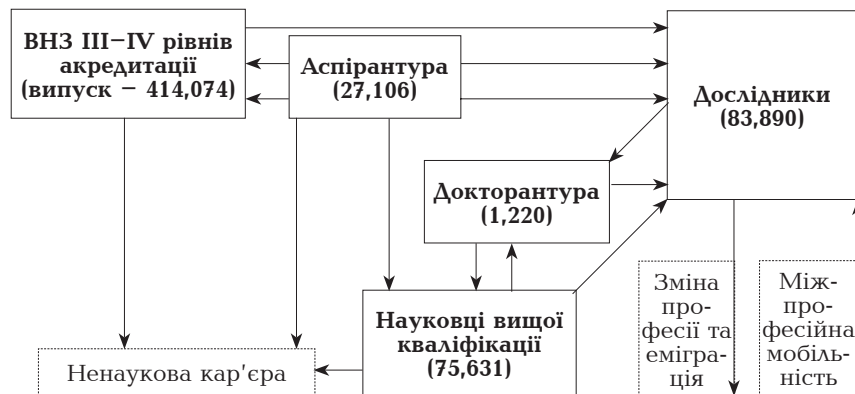 ВНЗ III–IV рівнів
акредитації
(випуск – 414,074)
Аспірантура
(27,106)
Дослідники
(83,890)
Докторантура
(1,220)
Науковці вищої
кваліфікації
(75,631)
Ненаукова кар'єра
Зміна
про-
фесії та
еміґра-
ція
Між-
про-
фесійна
мобіль-
ність